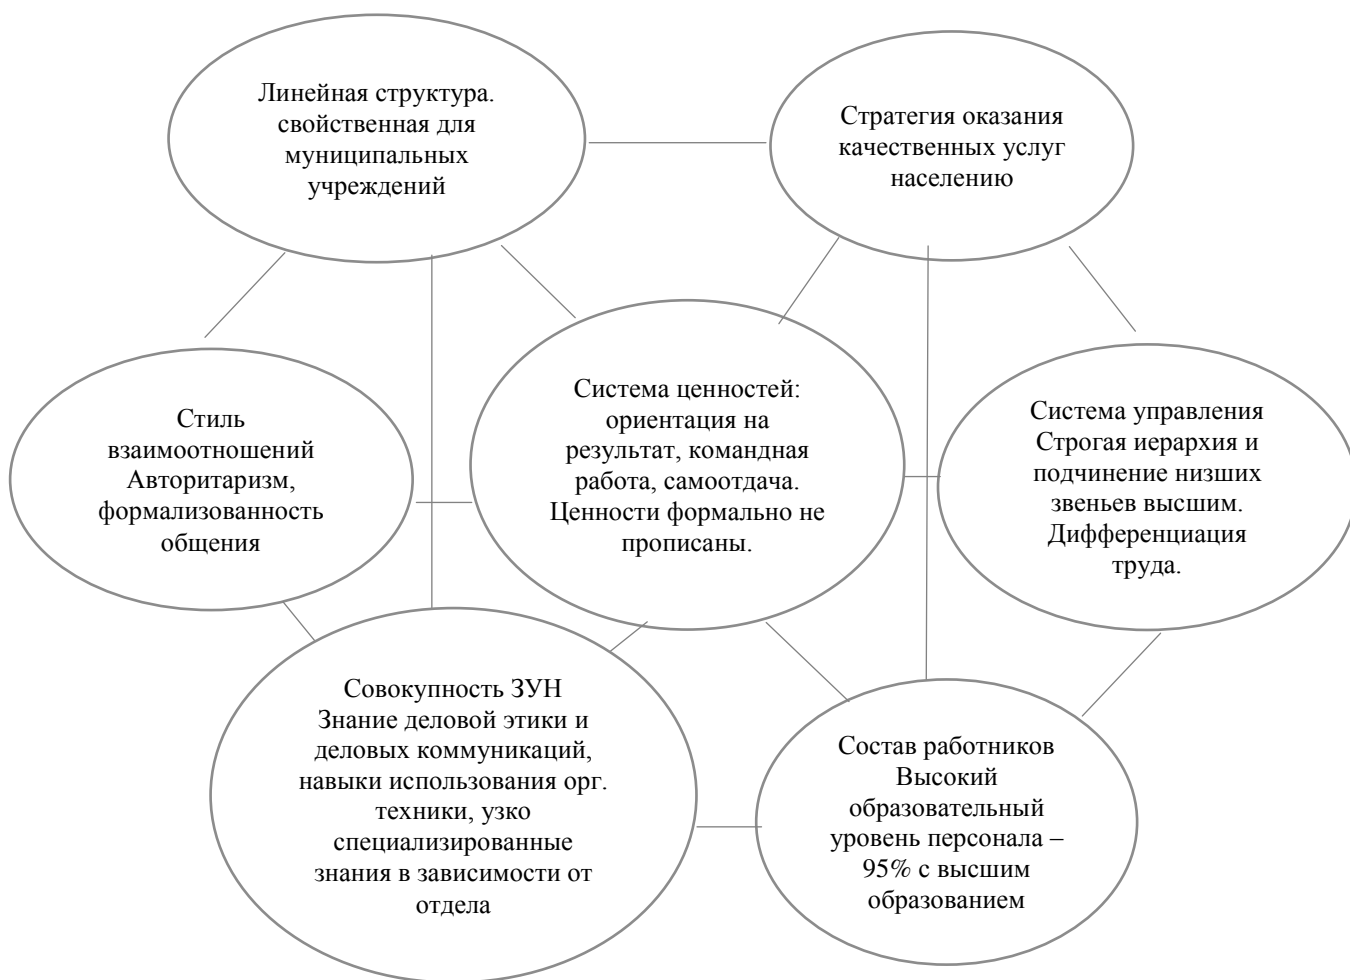 Линейная структура.
свойственная для
муниципальных
учреждений
Стратегия оказания
качественных услуг
населению
Стиль
взаимоотношений
Авторитаризм,
формализованность
общения
Система ценностей:
ориентация на
результат, командная
работа, самоотдача.
Ценности формально не
прописаны.
Система управления
Строгая иерархия и
подчинение низших
звеньев высшим.
Дифференциация
труда.
Совокупность ЗУН
Знание деловой этики и
деловых коммуникаций,
навыки использования орг.
техники, узко
специализированные
знания в зависимости от
отдела
Состав работников
Высокий
образовательный
уровень персонала –
95% с высшим
образованием